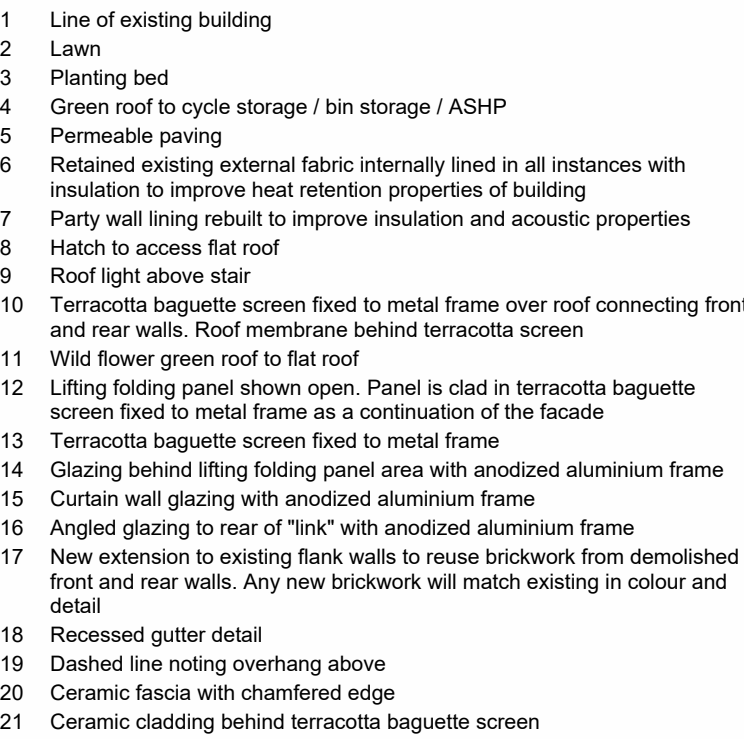 1 Line of existing building
2 Lawn
3 Planting bed
4 Green roof to cycle storage / bin storage / ASHP
5 Permeable paving
6 Retained existing external fabric internally lined in all instances with
insulation to improve heat retention properties of building
7 Party wall lining rebuilt to improve insulation and acoustic properties
8 Hatch to access flat roof
9 Roof light above stair
10 Terracotta baguette screen fixed to metal frame over roof connecting front
and rear walls. Roof membrane behind terracotta screen
11 Wild flower green roof to flat roof
12 Lifting folding panel shown open. Panel is clad in terracotta baguette
screen fixed to metal frame as a continuation of the facade
13 Terracotta baguette screen fixed to metal frame
14 Glazing behind lifting folding panel area with anodized aluminium frame
15 Curtain wall glazing with anodized aluminium frame
16 Angled glazing to rear of "link" with anodized aluminium frame
17 New extension to existing flank walls to reuse brickwork from demolished
front and rear walls. Any new brickwork will match existing in colour and
detail
18 Recessed gutter detail
19 Dashed line noting overhang above
20 Ceramic fascia with chamfered edge
21 Ceramic cladding behind terracotta baguette screen